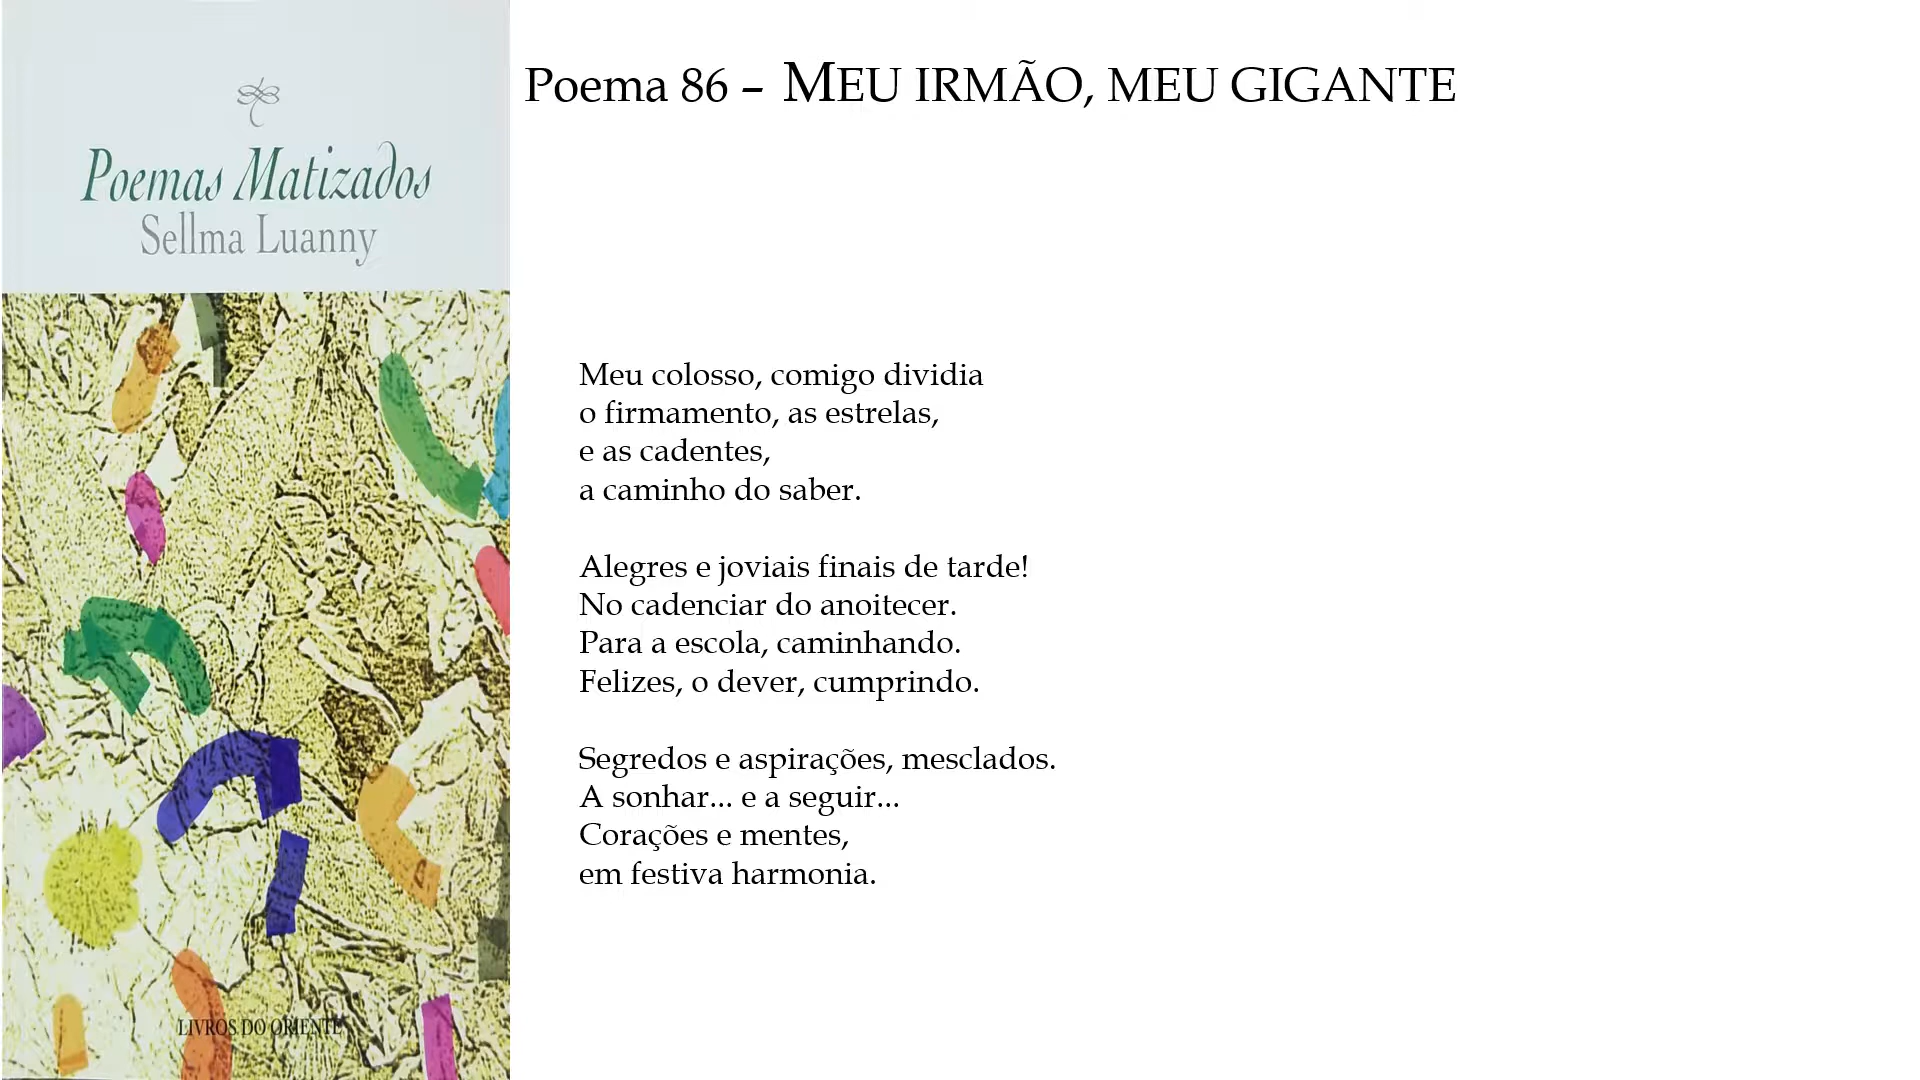 Poemas Matizados
Sellma Luanny
LIVROS DO ORIENTE
Poema 86 – MEU IRMÃO, MEU GIGANTE
Meu colosso, comigo dividia
o firmamento, as estrelas,
e as cadentes,
a caminho do saber.
Alegres e joviais finais de tarde!
No cadenciar do anoitecer.
Para a escola, caminhando.
Felizes, o dever, cumprindo.
Segredos e aspirações, mesclados.
A sonhar... e a seguir...
Corações e mentes,
em festiva harmonia.